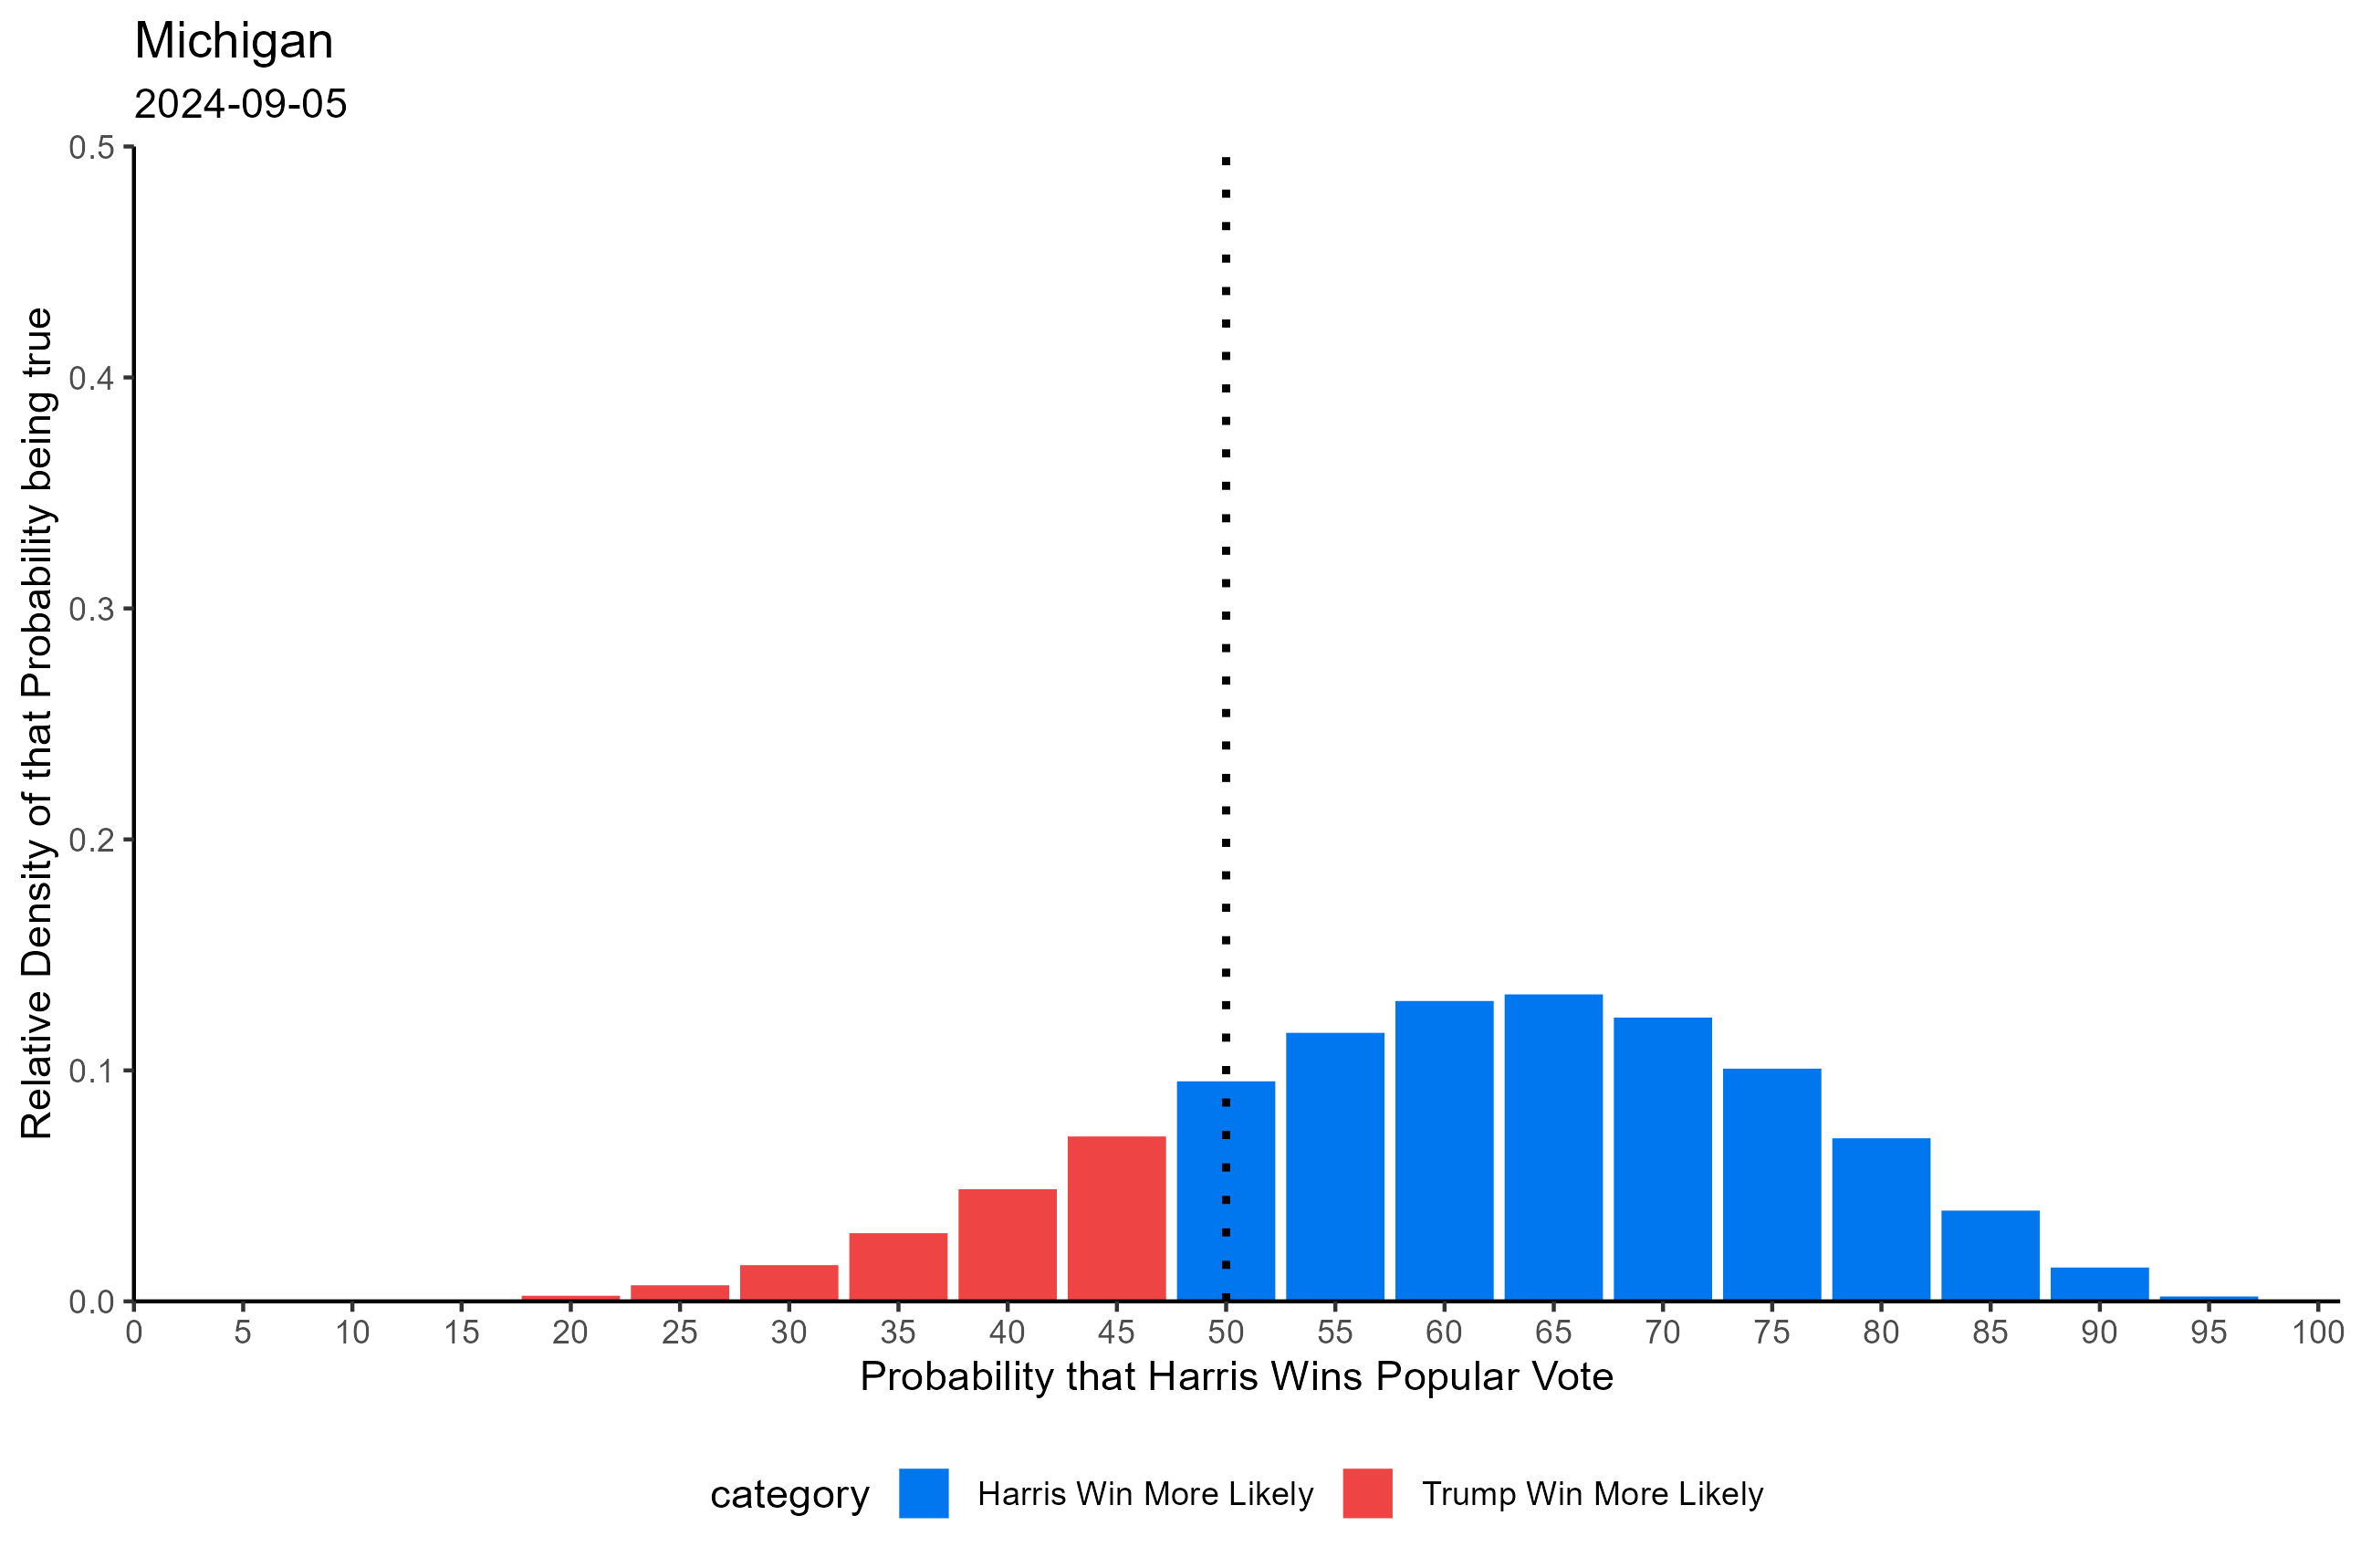 Michigan
2024-09-05
Relative Density of that Probability being true
0.5
0.4
0.3
0.2
0.1
0.0
0 5 10 15 20 25 30 35 40 45 50 55 60 65 70 75 80 85 90 95 100
Probability that Harris Wins Popular Vote
category Harris Win More Likely Trump Win More Likely